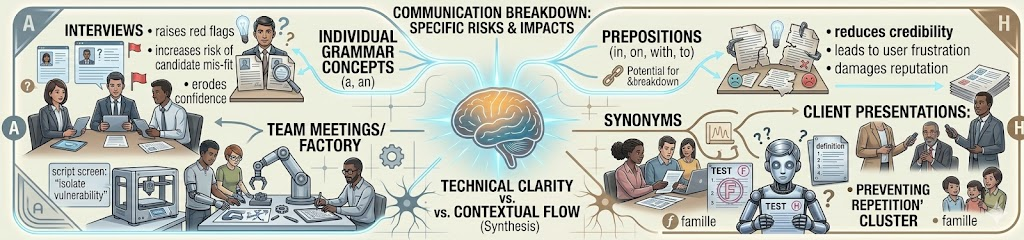 A
INTERVIEWS
• raises red flags
• increases risk of
candidate mis-fit
• erodes
confidence
INDIVIDUAL
GRAMMAR
CONCEPTS
(a, an)
COMMUNICATION BREAKDOWN:
SPECIFIC RISKS & IMPACTS
PREPOSITIONS
(in, on, with, to)
Potential for
&breakdown
• reduces credibility
• leads to user frustration
• damages reputation
H
A
TEAM MEETINGS/
FACTORY
script screen:
"isolate
vulnerability"
A
TECHNICAL CLARITY
vs.
vs. CONTEXTUAL FLOW
(Synthesis)
SYNONYMS
f famille
TEST F
F
TEST H
definition
CLIENT PRESENTATIONS:
H
• PREVENTING
REPETITION'
CLUSTER
• famille